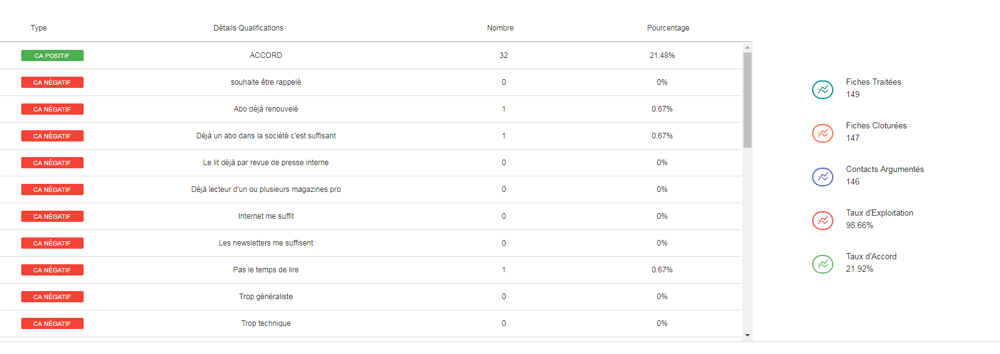 Type Détails Qualifications Nombre Pourcentage
CA POSITIF ACCORD 32 21.48%
CA NÉGATIF souhaite être rappelé 0 0%
CA NÉGATIF Abo déjà renouvelé 1 0.67%
CA NÉGATIF Déjà un abo dans la société c'est suffisant 1 0.67%
CA NÉGATIF Le lit déjà par revue de presse interne 0 0%
CA NÉGATIF Déjà lecteur d'un ou plusieurs magazines pro 0 0%
CA NÉGATIF Internet me suffit 0 0%
CA NÉGATIF Les newsletters me suffisent 0 0%
CA NÉGATIF Pas le temps de lire 1 0.67%
CA NÉGATIF Trop généraliste 0 0%
CA NÉGATIF Trop technique 0 0%
Fiches Traitées
149
Fiches Cloturées
147
Contacts Argumentés
146
Taux d'Exploitation
98.66%
Taux d'Accord
21.92%